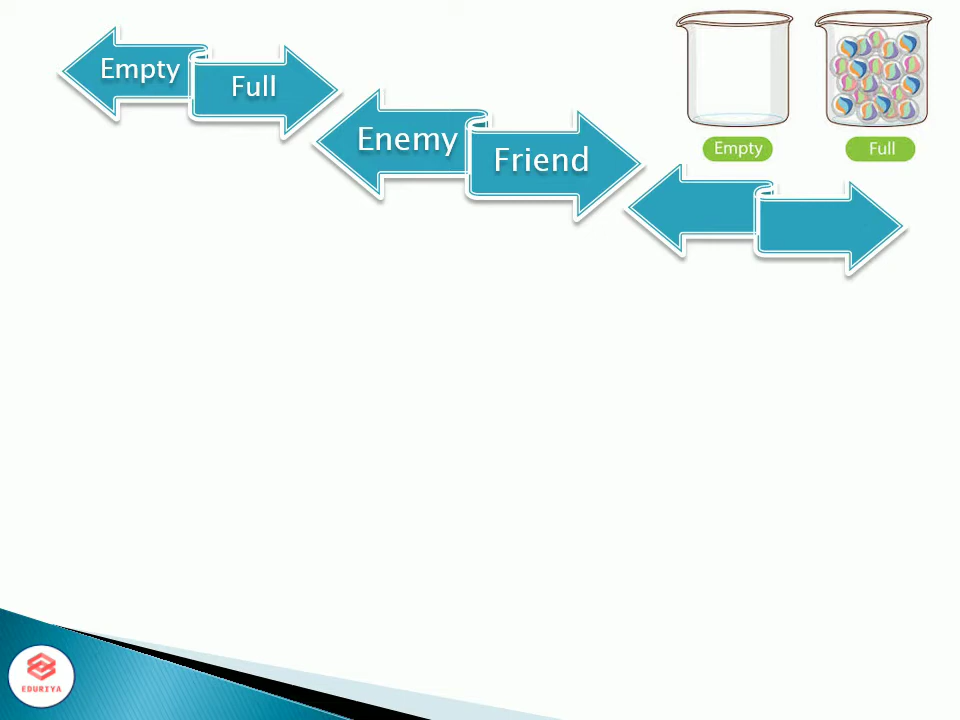 Empty
Full
Enemy
Friend
Empty
Full
EDURIYA